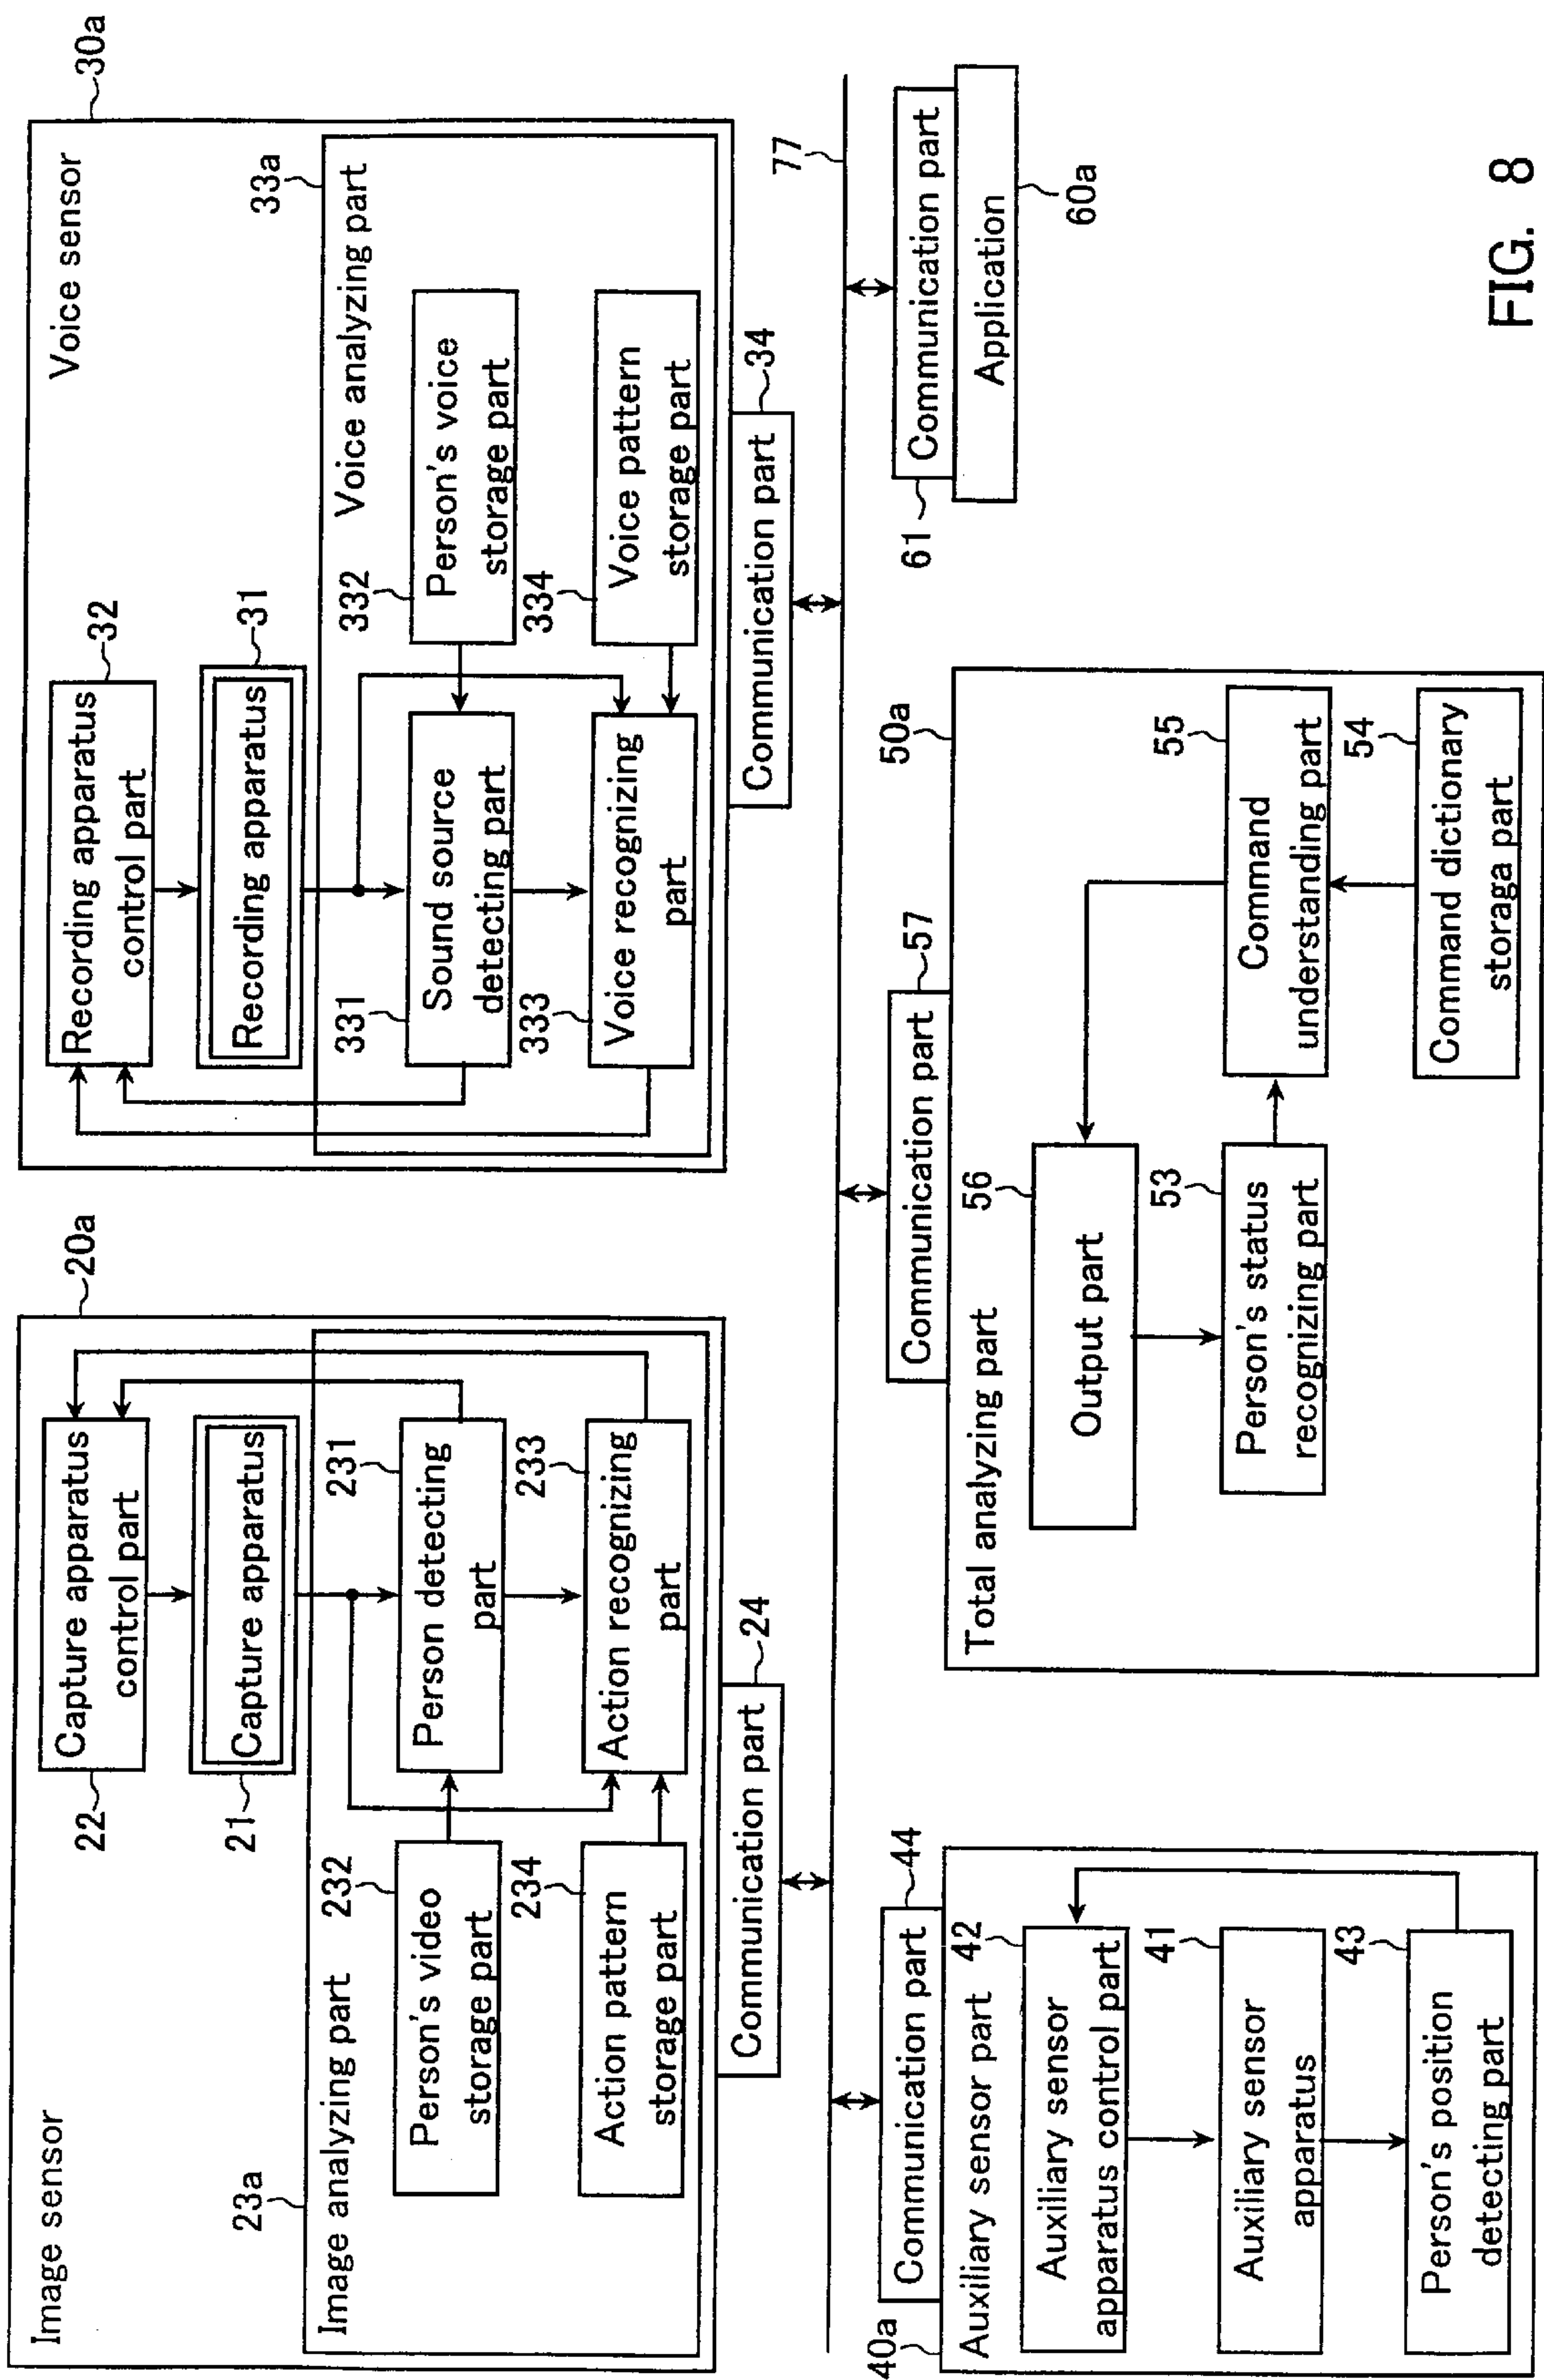 Image sensor
20a
Capture apparatus
control part
22
Capture apparatus
21
23a
Image analyzing part
Person's video
storage part
232
Person detecting
part
231
Action pattern
storage part
234
Action recognizing
part
233
Communication part
24
Voice sensor
30a
Recording apparatus
control part
32
Recording apparatus
31
33a
Voice analyzing part
331
Sound source
detecting part
332
Person's voice
storage part
333
Voice recognizing
part
334
Voice pattern
storage part
Communication part
34
77
40a
Communication part
44
Auxiliary sensor part
Auxiliary sensor
apparatus control part
42
Auxiliary sensor
apparatus
41
Person's position
detecting part
43
Communication part
57
50a
Total analyzing part
Output part
56
Person's status
recognizing part
53
Command
understanding part
55
Command dictionary
storaga part
54
61
Communication part
Application
60a
FIG. 8